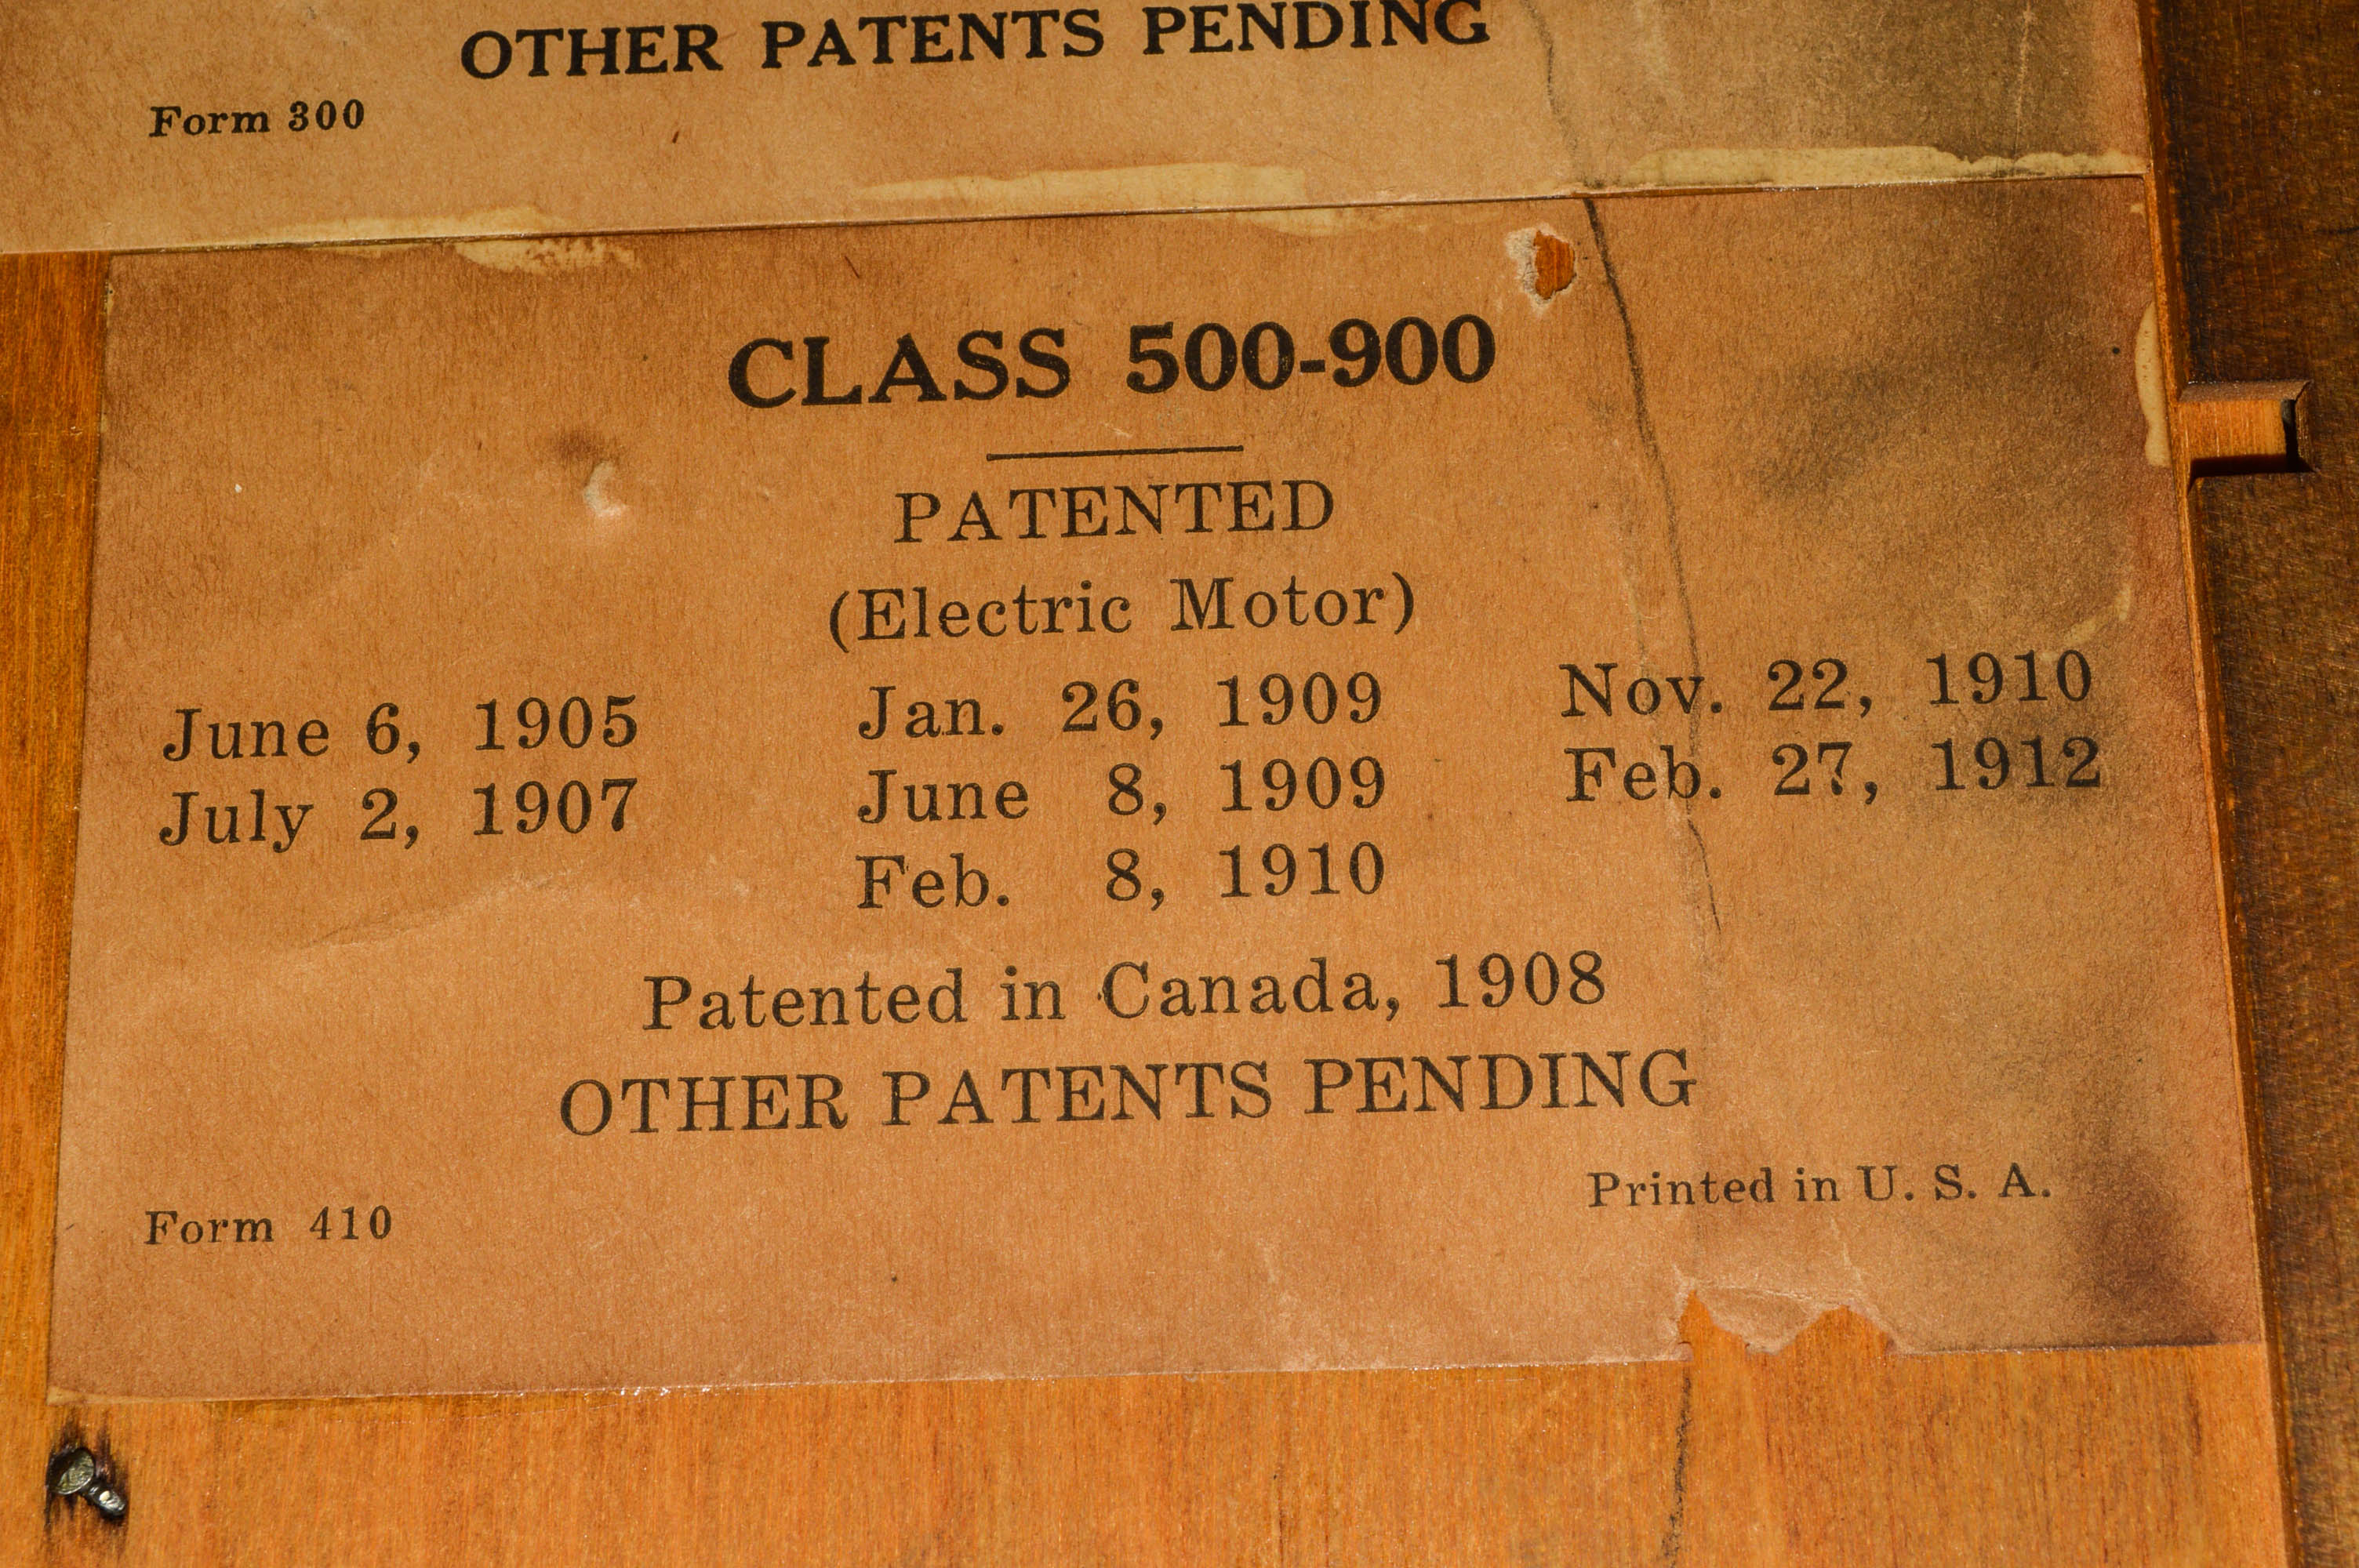 OTHER PATENTS PENDING
Form 300
CLASS 500-900
PATENTED
(Electric Motor)
June 6, 1905 Jan. 26, 1909 Nov. 22, 1910
July 2, 1907 June 8, 1909 Feb. 27, 1912
Feb. 8, 1910
Patented in Canada, 1908
OTHER PATENTS PENDING
Printed in U. S. A.
Form 410